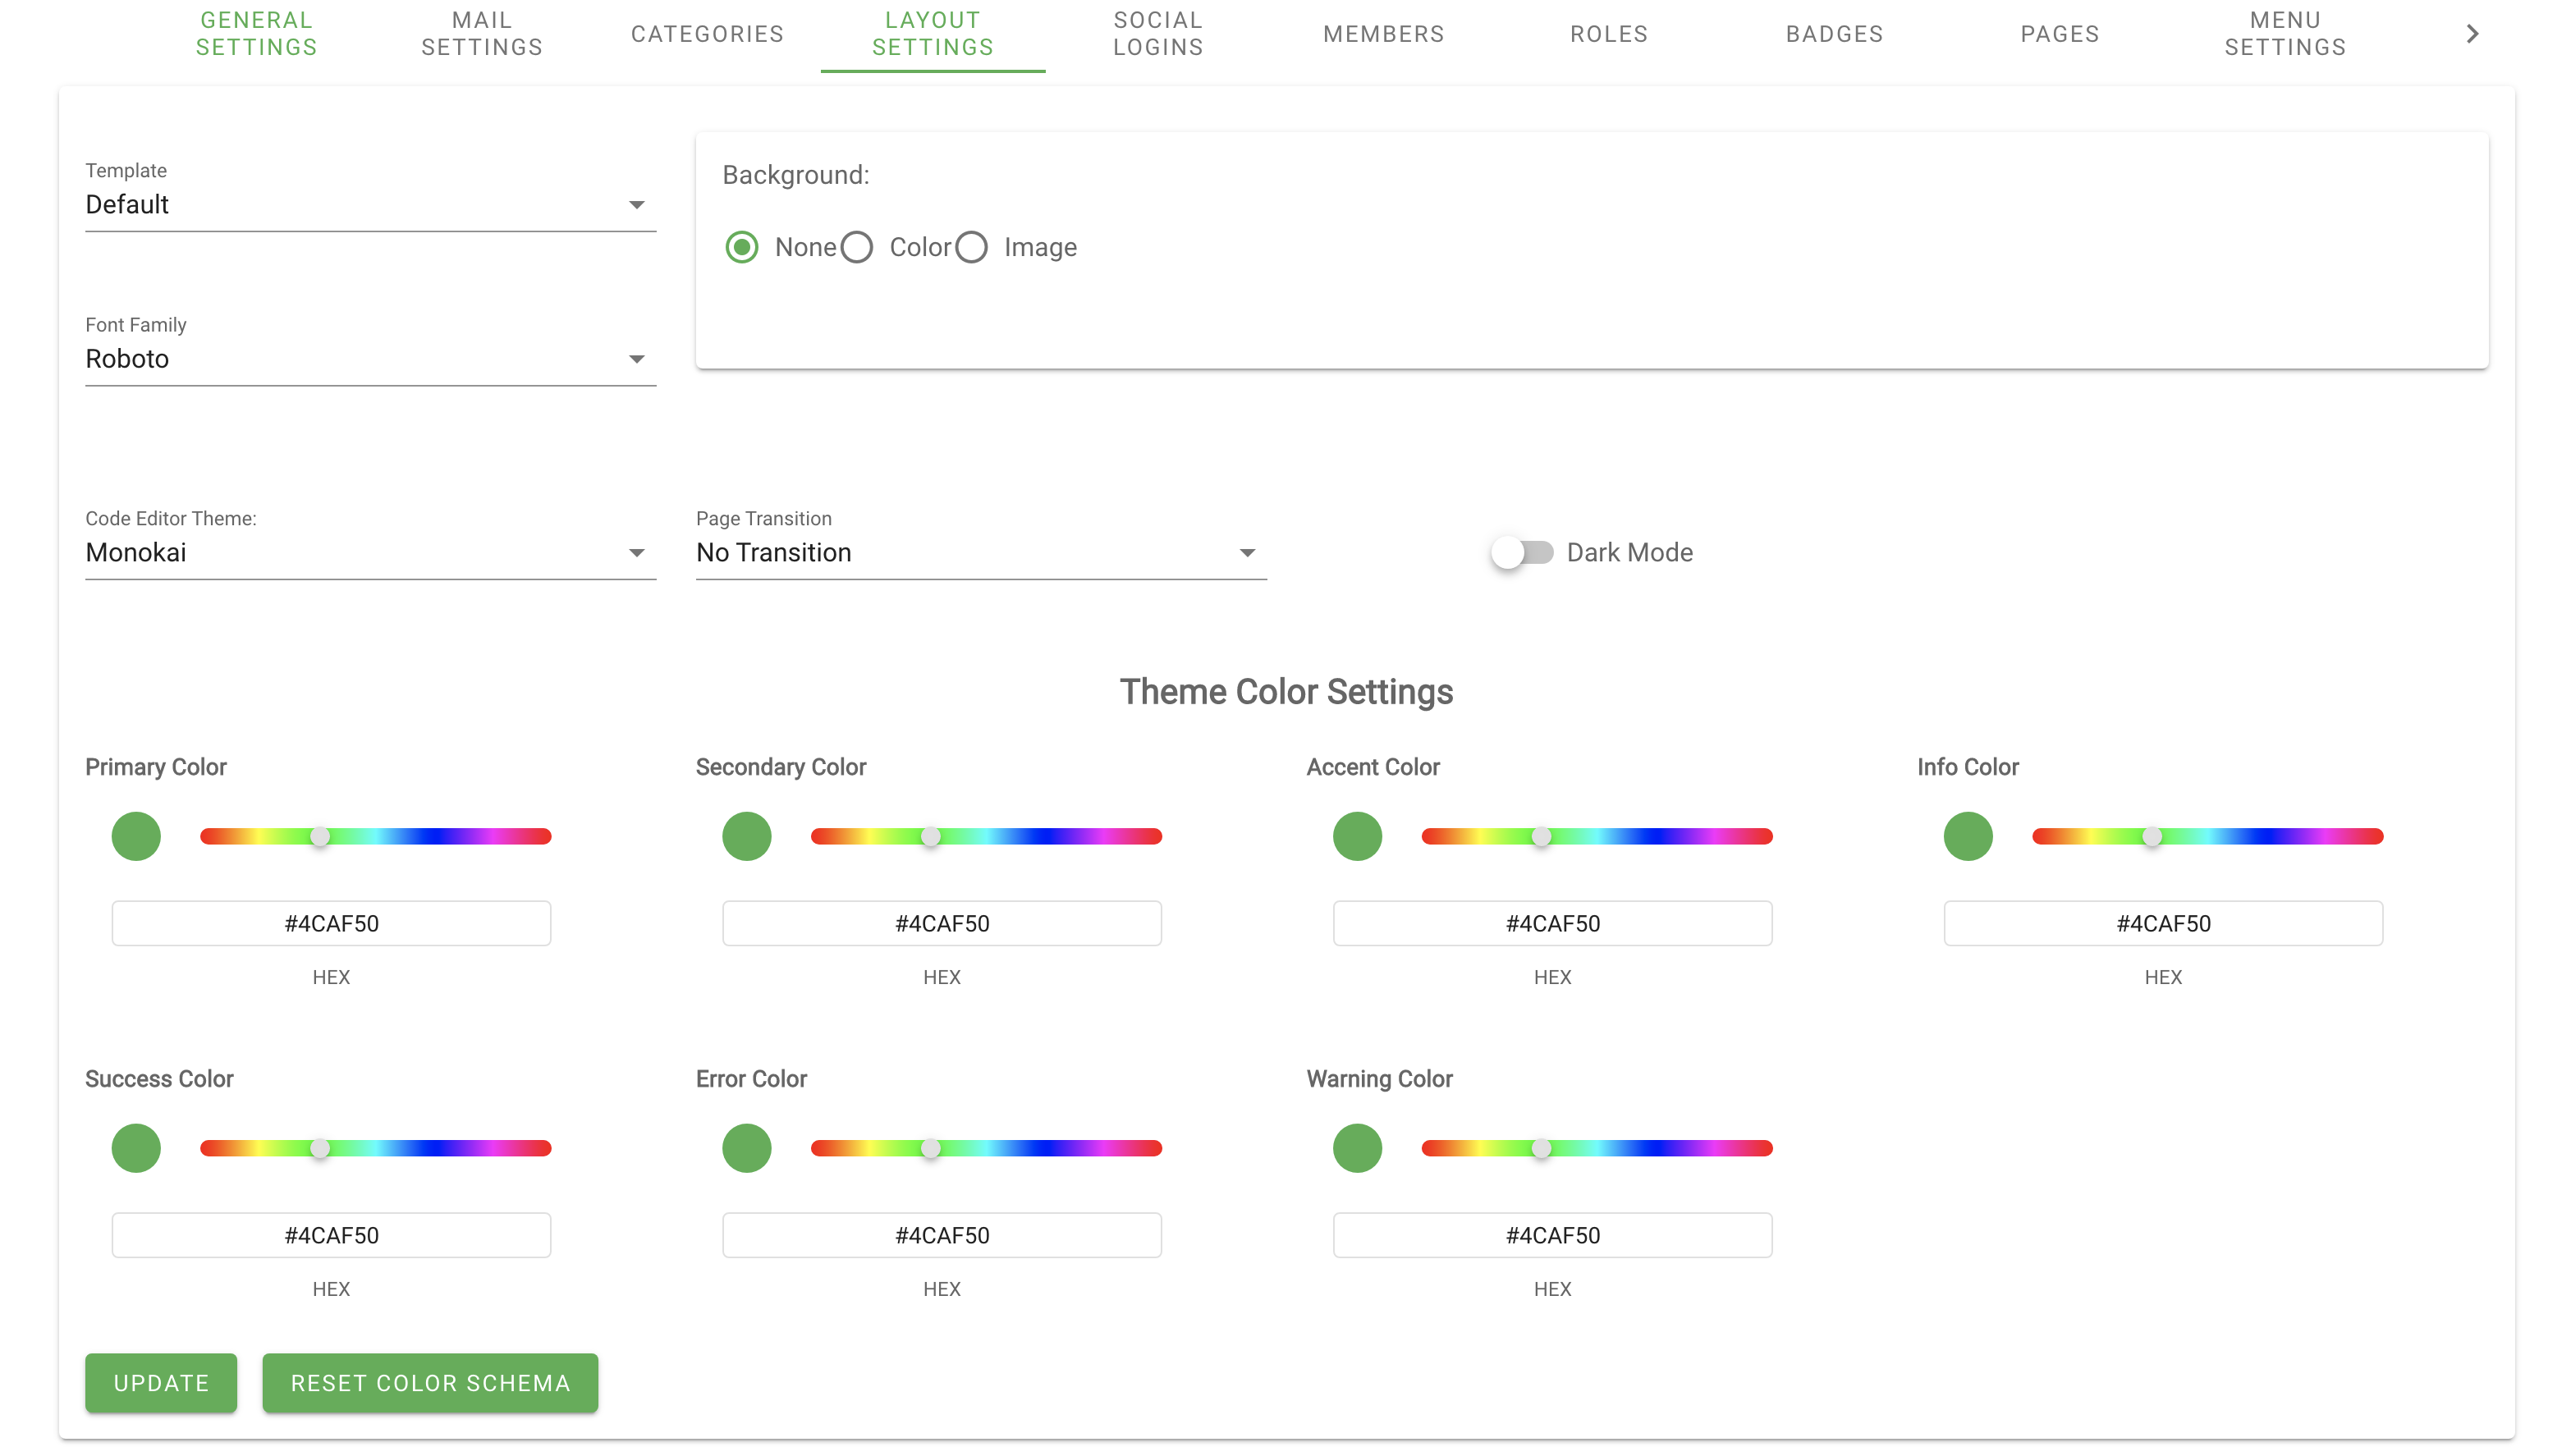 GENERAL
SETTINGS
MAIL
SETTINGS
CATEGORIES
LAYOUT
SETTINGS
SOCIAL
LOGINS
MEMBERS
ROLES
BADGES
PAGES
MENU
SETTINGS
Template
Default
Background:
None Color Image
Font Family
Roboto
Code Editor Theme:
Monokai
Page Transition
No Transition
Dark Mode
Theme Color Settings
Primary Color
#4CAF50
HEX
Secondary Color
#4CAF50
HEX
Accent Color
#4CAF50
HEX
Info Color
#4CAF50
HEX
Success Color
#4CAF50
HEX
Error Color
#4CAF50
HEX
Warning Color
#4CAF50
HEX
UPDATE
RESET COLOR SCHEMA